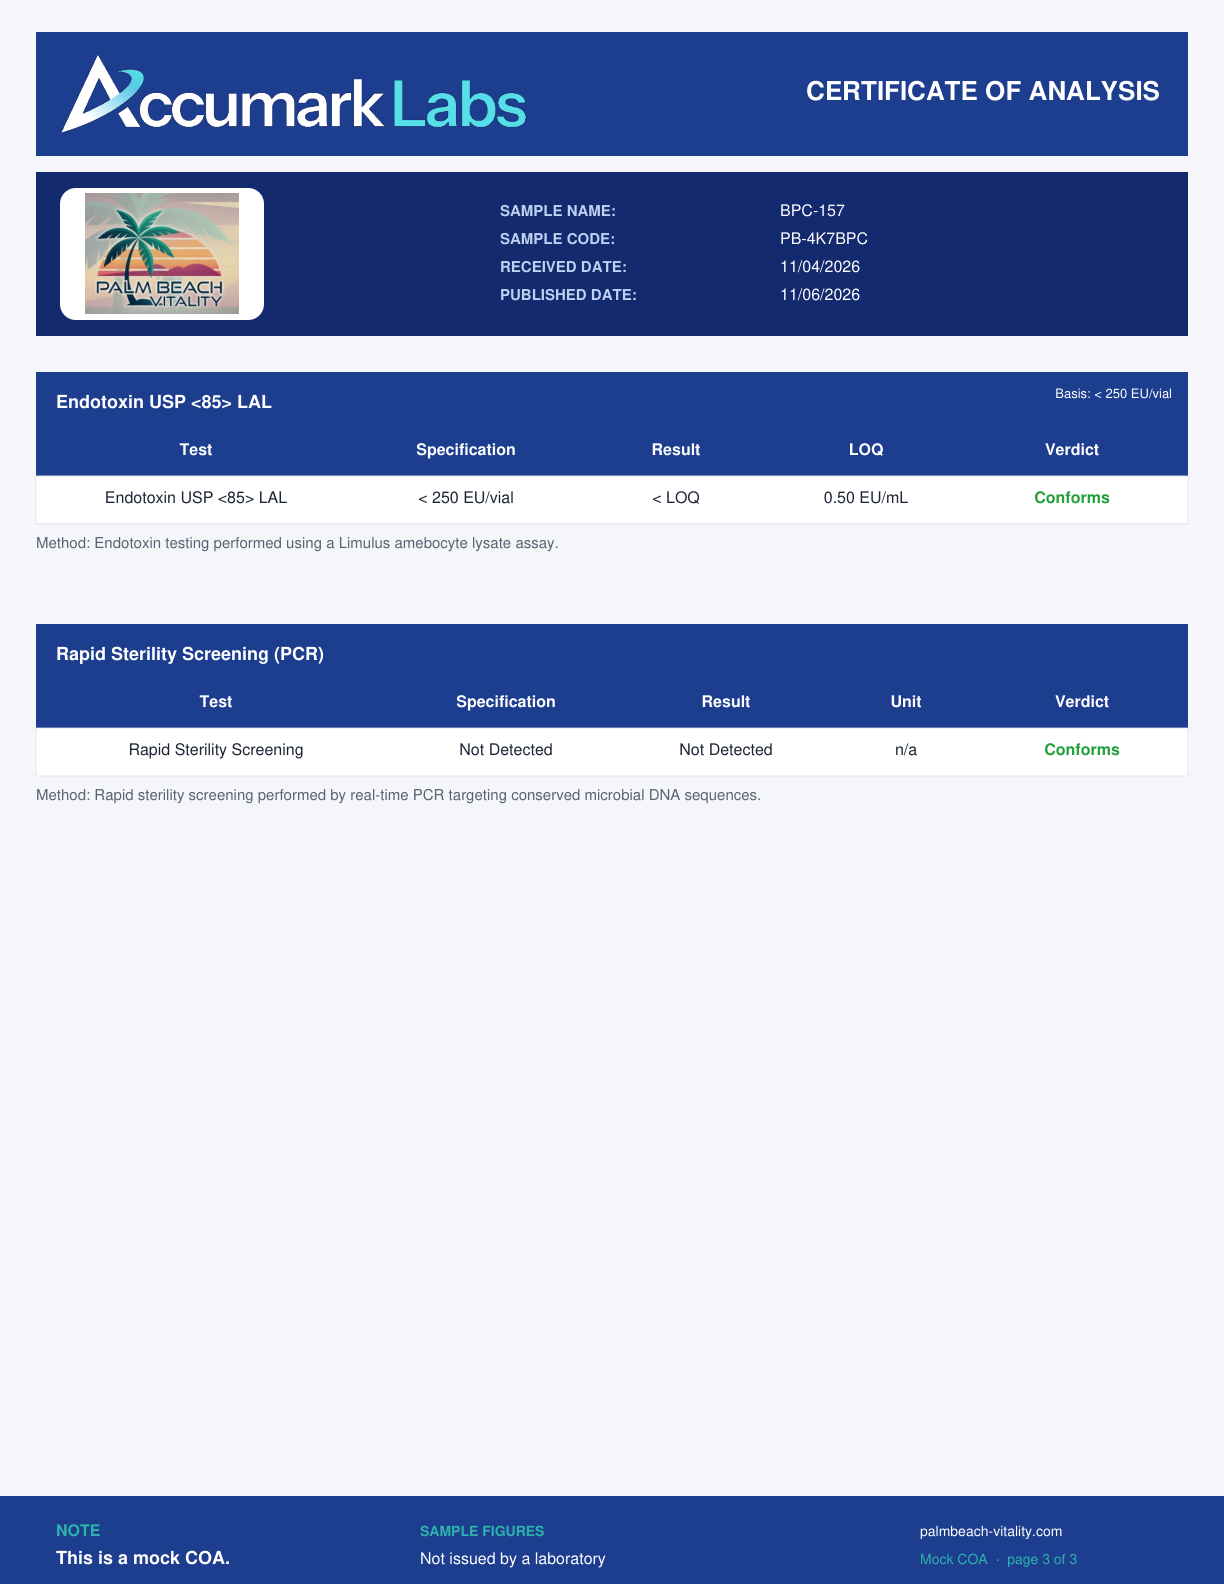 Accumark Labs
CERTIFICATE OF ANALYSIS
PALM BEACH
VITALITY
SAMPLE NAME: BPC-157
SAMPLE CODE: PB-4K7BPC
RECEIVED DATE: 11/04/2026
PUBLISHED DATE: 11/06/2026
Endotoxin USP <85> LAL
Basis: < 250 EU/vial
Test Specification Result LOQ Verdict
Endotoxin USP <85> LAL < 250 EU/vial < LOQ 0.50 EU/mL Conforms
Method: Endotoxin testing performed using a Limulus amebocyte lysate assay.
Rapid Sterility Screening (PCR)
Test Specification Result Unit Verdict
Rapid Sterility Screening Not Detected Not Detected n/a Conforms
Method: Rapid sterility screening performed by real-time PCR targeting conserved microbial DNA sequences.
NOTE
This is a mock COA.
SAMPLE FIGURES
Not issued by a laboratory
palmbeach-vitality.com
Mock COA · page 3 of 3